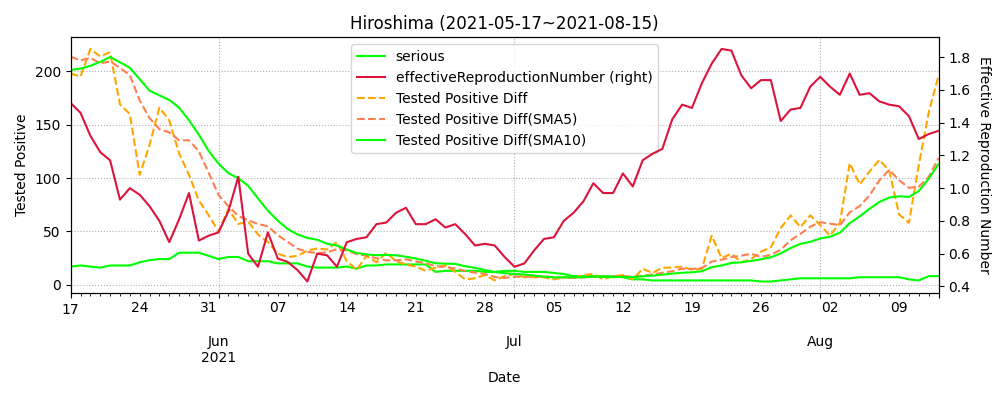 Hiroshima (2021-05-17~2021-08-15)
serious
effectiveReproductionNumber (right)
Tested Positive Diff
Tested Positive Diff(SMA5)
Tested Positive Diff(SMA10)
Tested Positive
200
150
100
50
0
Effective Reproduction Number
1.8
1.6
1.4
1.2
1.0
0.8
0.6
0.4
17 24 31 07 14 21 28 05 12 19 26 02 09
Jun Jul Aug
2021
Date